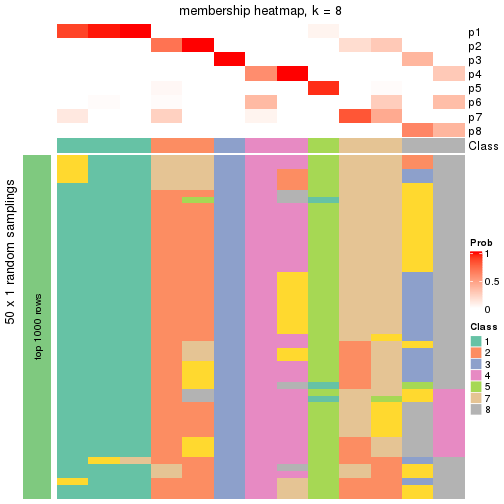 membership heatmap, k = 8
p1
p2
p3
p4
p5
p6
p7
p8
Class
50 x 1 random samplings
top 1000 rows
Prob
1
0.5
0
Class
1
2
3
4
5
7
8